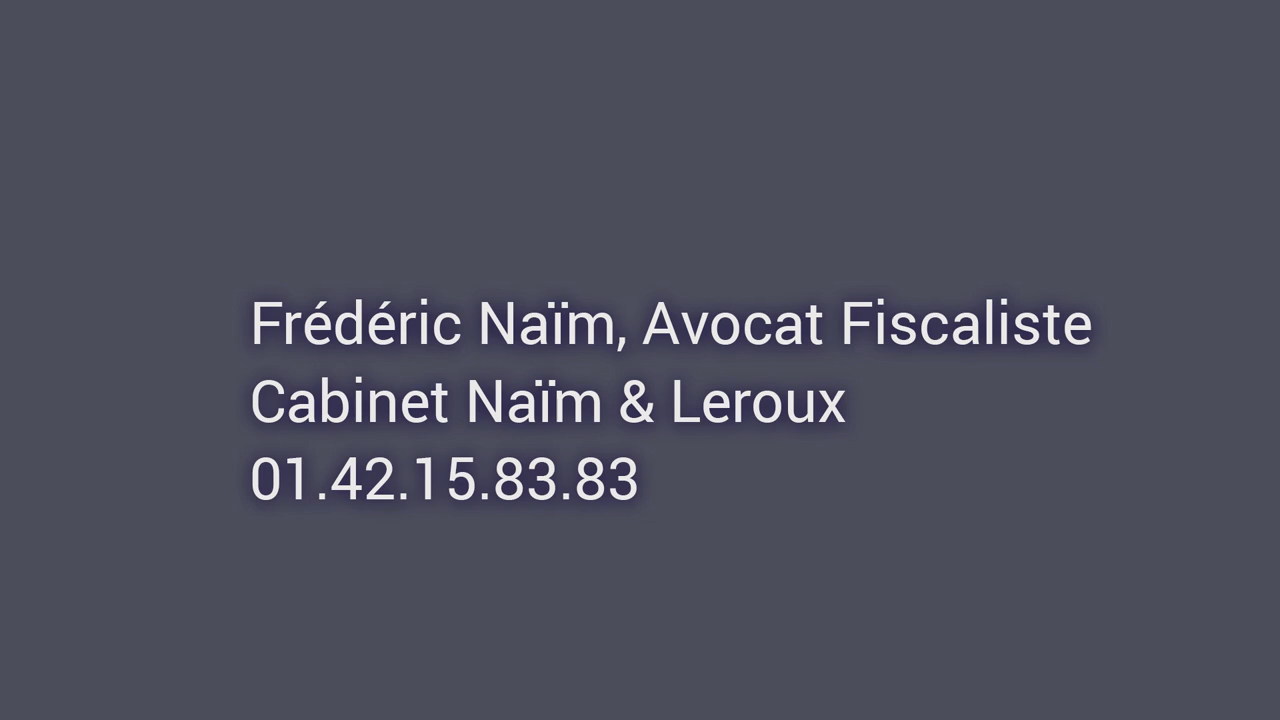 Frédéric Naïm, Avocat Fiscaliste
Cabinet Naïm & Leroux
01.42.15.83.83